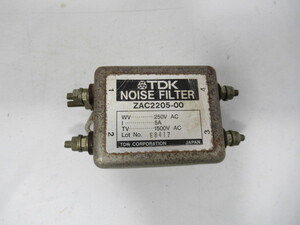 TDK
NOISE FILTER
ZAC2205-00
WV 250V AC
I 5A
TV 1500V AC
Lot No. E8417
TDK CORPORATION JAPAN
1
2
3
4